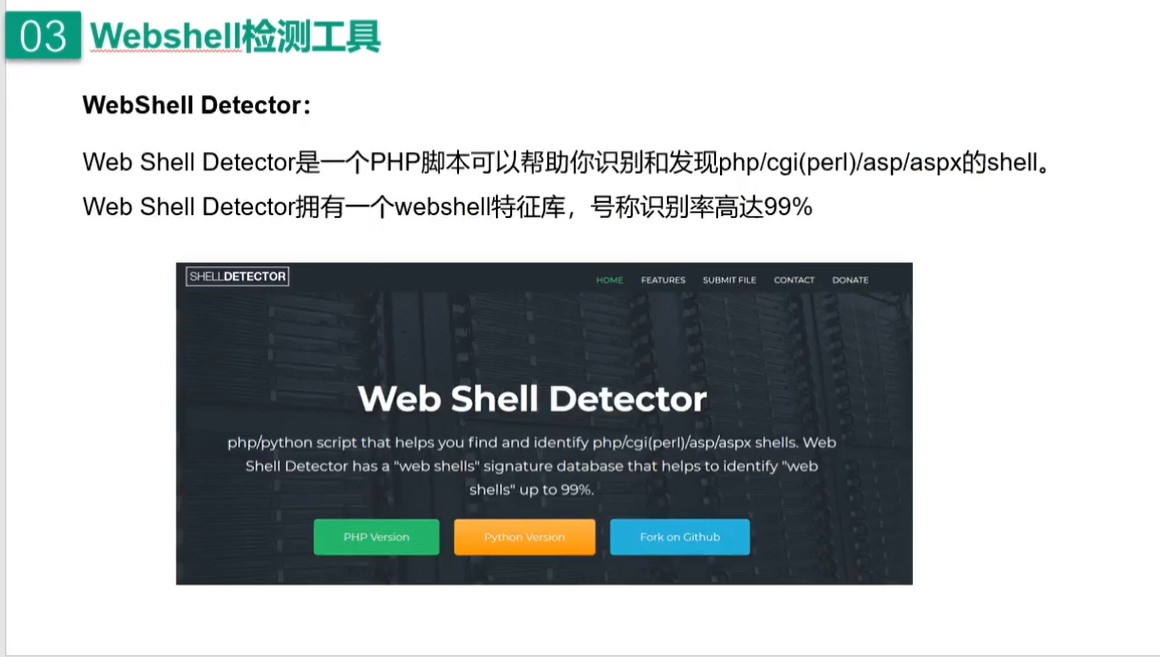 03 Webshell检测工具
WebShell Detector：
Web Shell Detector是一个PHP脚本可以帮助你识别和发现php/cgi(perl)/asp/aspx的shell。
Web Shell Detector拥有一个webshell特征库，号称识别率高达99%
SHELLDETECTOR HOME FEATURES SUBMIT FILE CONTACT DONATE
Web Shell Detector
php/python script that helps you find and identify php/cgi(perl)/asp/aspx shells. Web
Shell Detector has a "web shells" signature database that helps to identify "web
shells" up to 99%.
PHP Version Python Version Fork on Github